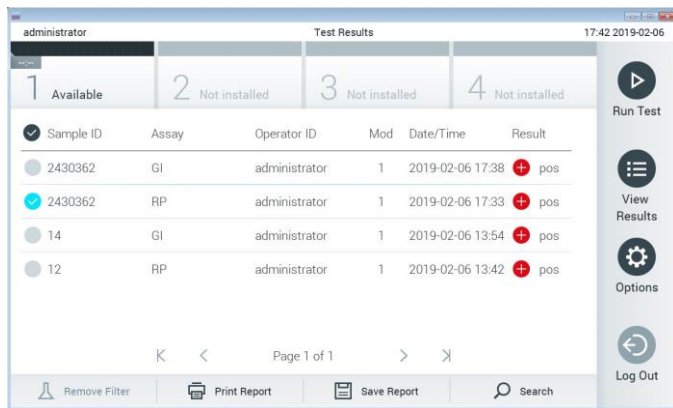 administrator Test Results 17:42 2019-02-06
--:--
1 Available 2 Not installed 3 Not installed 4 Not installed
Run Test
Sample ID Assay Operator ID Mod Date/Time Result
2430362 GI administrator 1 2019-02-06 17:38 pos
2430362 RP administrator 1 2019-02-06 17:33 pos
View
Results
14 GI administrator 1 2019-02-06 13:54 pos
12 RP administrator 1 2019-02-06 13:42 pos
Options
Page 1 of 1
Log Out
Remove Filter Print Report Save Report Search